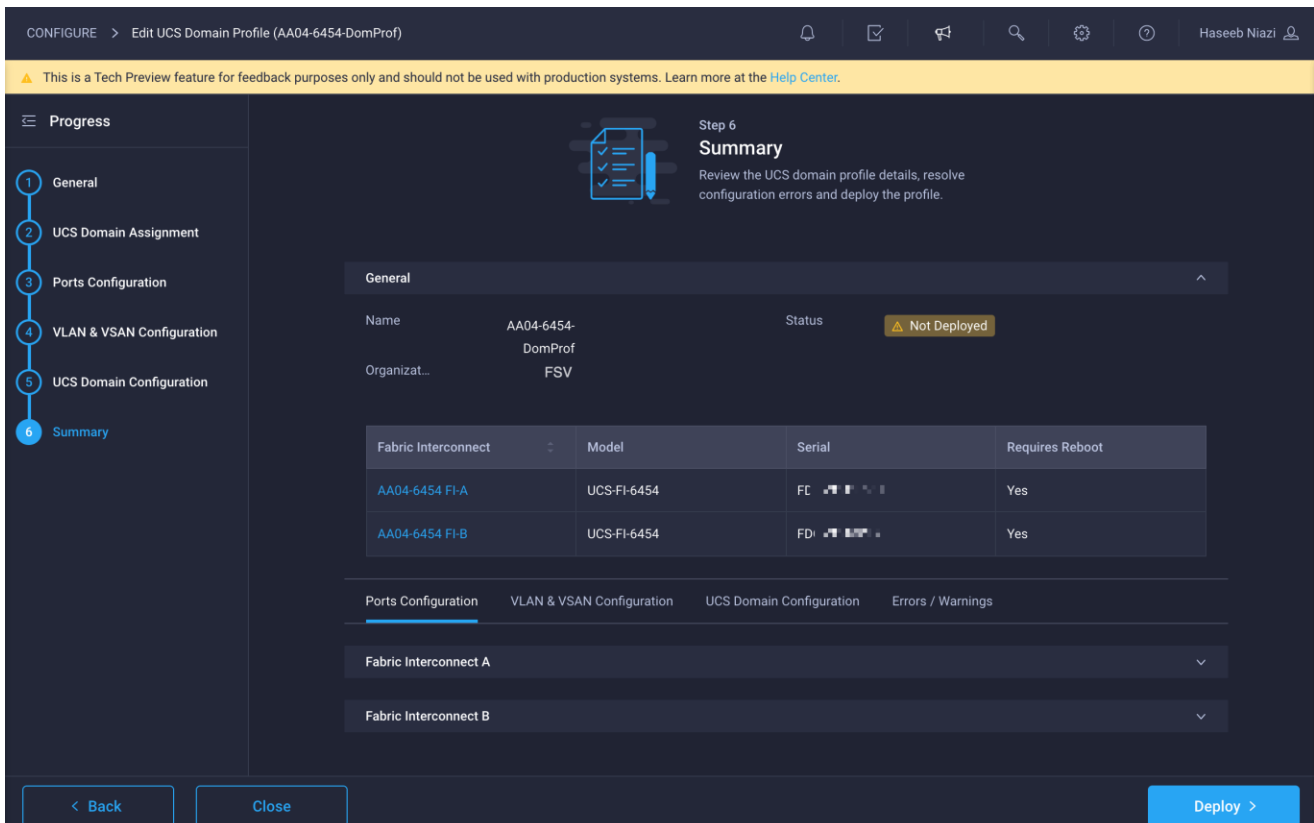 CONFIGURE > Edit UCS Domain Profile (AA04-6454-DomProf)
Haseeb Niazi
This is a Tech Preview feature for feedback purposes only and should not be used with production systems. Learn more at the Help Center.
Progress
1 General
2 UCS Domain Assignment
3 Ports Configuration
4 VLAN & VSAN Configuration
5 UCS Domain Configuration
6 Summary
Step 6
Summary
Review the UCS domain profile details, resolve
configuration errors and deploy the profile.
General
Name AA04-6454-
DomProf
Status Not Deployed
Organizat... FSV
Fabric Interconnect Model Serial Requires Reboot
AA04-6454 FI-A UCS-FI-6454 Yes
AA04-6454 FI-B UCS-FI-6454 Yes
Ports Configuration VLAN & VSAN Configuration UCS Domain Configuration Errors / Warnings
Fabric Interconnect A
Fabric Interconnect B
< Back Close Deploy >